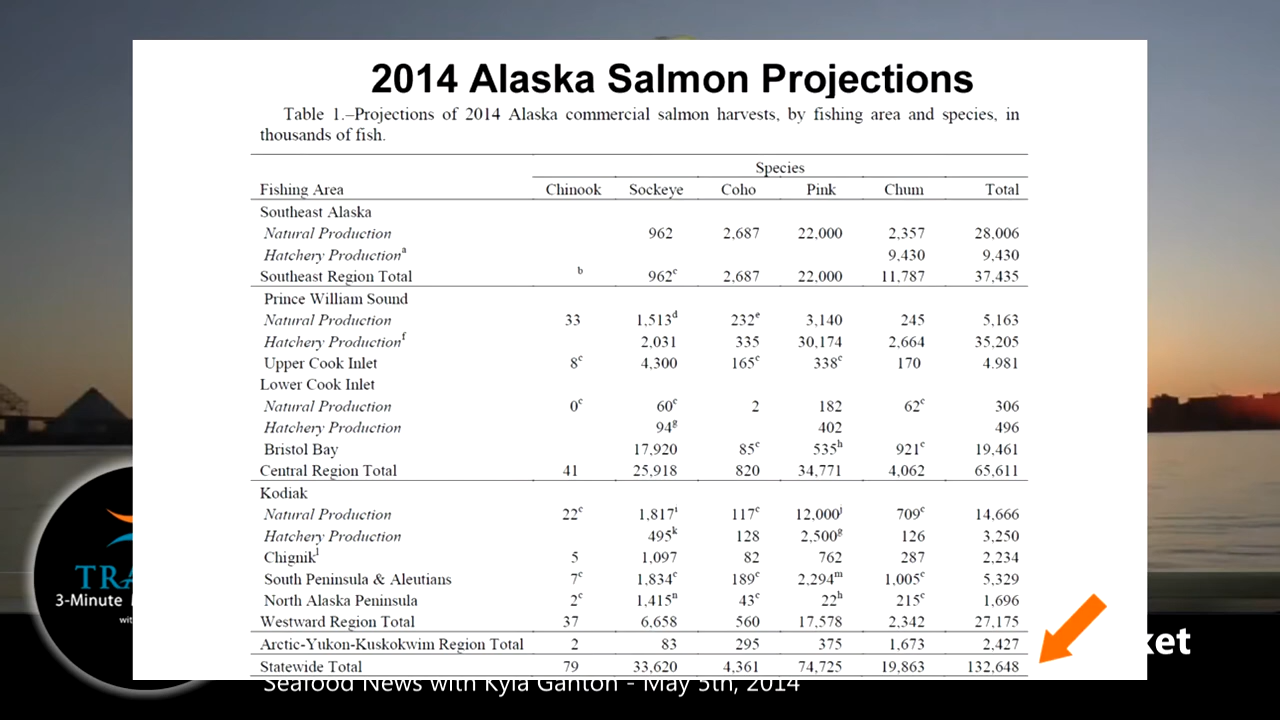 2014 Alaska Salmon Projections
Table 1.–Projections of 2014 Alaska commercial salmon harvests, by fishing area and species, in
thousands of fish.
Species
Fishing Area Chinook Sockeye Coho Pink Chum Total
Southeast Alaska
Natural Production 962 2,687 22,000 2,357 28,006
Hatchery Productionᵃ 9,430 9,430
Southeast Region Total ᵇ 962ᶜ 2,687 22,000 11,787 37,435
Prince William Sound
Natural Production 33 1,513ᵈ 232ᵉ 3,140 245 5,163
Hatchery Productionᶠ 2,031 335 30,174 2,664 35,205
Upper Cook Inlet 8ᶜ 4,300 165ᶜ 338ᶜ 170 4.981
Lower Cook Inlet
Natural Production 0ᶜ 60ᶜ 2 182 62ᶜ 306
Hatchery Production 94ᵍ 402 496
Bristol Bay 17,920 85ᶜ 535ʰ 921ᶜ 19,461
Central Region Total 41 25,918 820 34,771 4,062 65,611
Kodiak
Natural Production 22ᶜ 1,817ⁱ 117ᶜ 12,000ʲ 709ᶜ 14,666
Hatchery Production 495ᵏ 128 2,500ᵍ 126 3,250
Chignikˡ 5 1,097 82 762 287 2,234
South Peninsula & Aleutians 7ᶜ 1,834ᶜ 189ᶜ 2,294ᵐ 1,005ᶜ 5,329
North Alaska Peninsula 2ᶜ 1,415ⁿ 43ᶜ 22ʰ 215ᶜ 1,696
Westward Region Total 37 6,658 560 17,578 2,342 27,175
Arctic-Yukon-Kuskokwim Region Total 2 83 295 375 1,673 2,427
Statewide Total 79 33,620 4,361 74,725 19,863 132,648
TRA
3-Minute
wit
ket
Seafood News with Kyla Ganton - May 5th, 2014